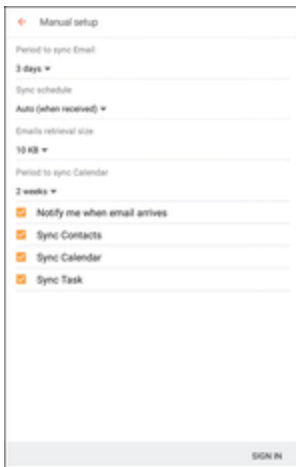 Manual setup
Period to sync Email
3 days
Sync schedule
Auto (when received)
Emails retrieval size
10 KB
Period to sync Calendar
2 weeks
Notify me when email arrives
Sync Contacts
Sync Calendar
Sync Task
SIGN IN